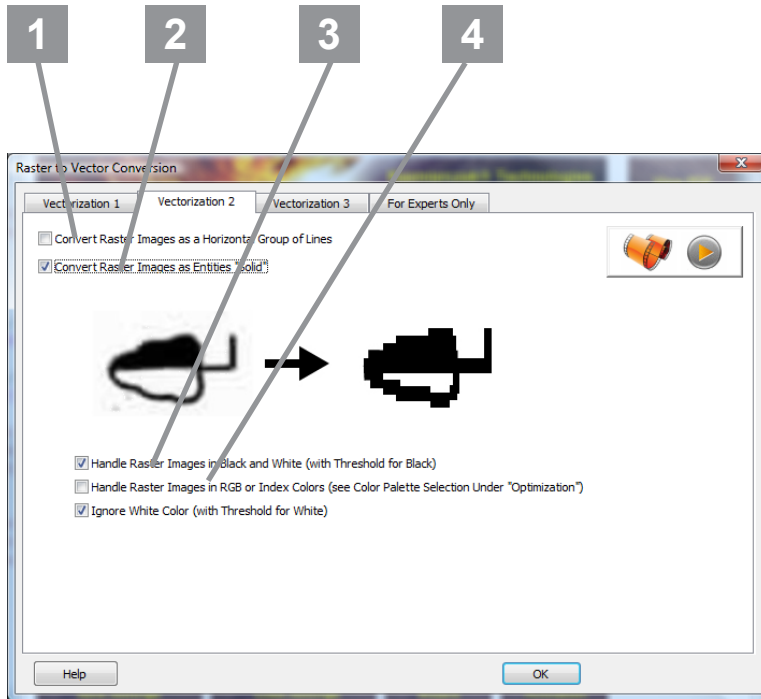 1 2 3 4
Raster to Vector Conversion
Vectorization 1 Vectorization 2 Vectorization 3 For Experts Only
Convert Raster Images as a Horizontal Group of Lines
Convert Raster Images as Entities "Solid"
Handle Raster Images in Black and White (with Threshold for Black)
Handle Raster Images in RGB or Index Colors (see Color Palette Selection Under "Optimization")
Ignore White Color (with Threshold for White)
Help OK